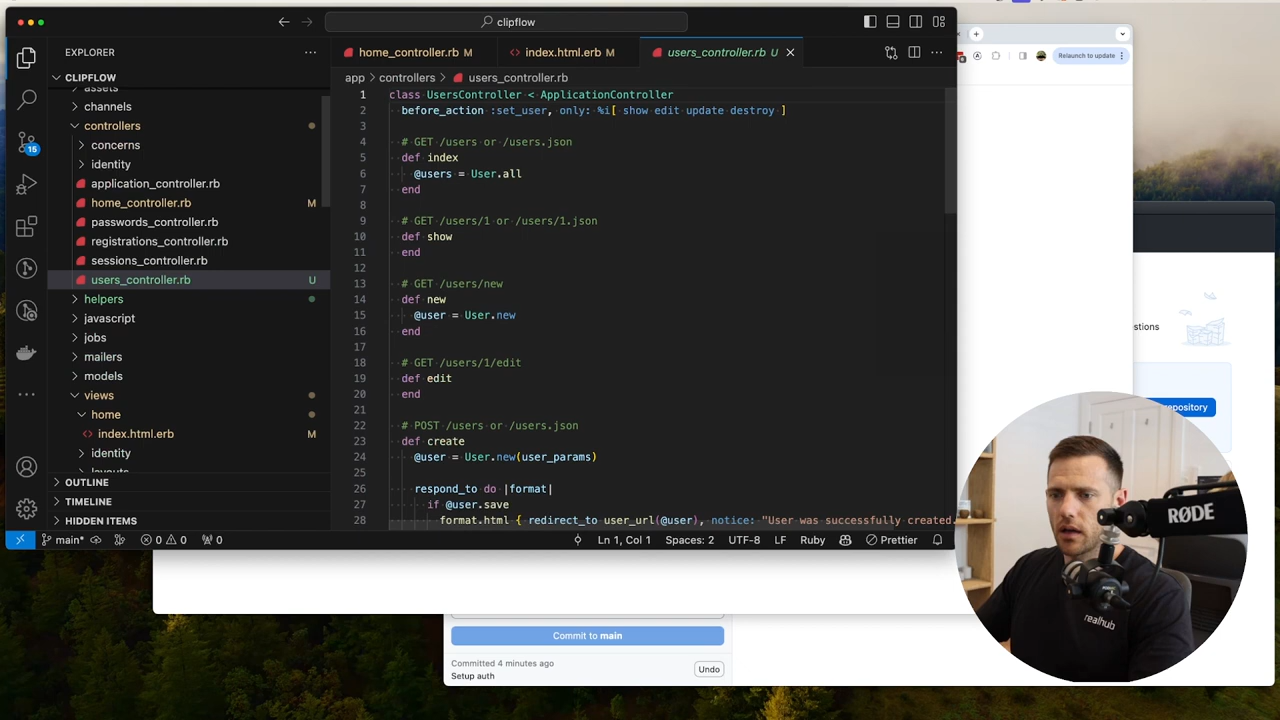 clipflow
EXPLORER
CLIPFLOW
assets
channels
controllers
concerns
identity
application_controller.rb
home_controller.rb M
passwords_controller.rb
registrations_controller.rb
sessions_controller.rb
users_controller.rb U
helpers
javascript
jobs
mailers
models
views
home
index.html.erb M
identity
layouts
OUTLINE
TIMELINE
HIDDEN ITEMS
15
home_controller.rb M
index.html.erb M
users_controller.rb U
app > controllers > users_controller.rb
1 class UsersController < ApplicationController
2 before_action :set_user, only: %i[ show edit update destroy ]
3
4 # GET /users or /users.json
5 def index
6 @users = User.all
7 end
8
9 # GET /users/1 or /users/1.json
10 def show
11 end
12
13 # GET /users/new
14 def new
15 @user = User.new
16 end
17
18 # GET /users/1/edit
19 def edit
20 end
21
22 # POST /users or /users.json
23 def create
24 @user = User.new(user_params)
25
26 respond_to do |format|
27 if @user.save
28 format.html { redirect_to user_url(@user), notice: "User was successfully created.
main* 0 0 0 Ln 1, Col 1 Spaces: 2 UTF-8 LF Ruby Prettier
Relaunch to update
stions
repository
Commit to main
Committed 4 minutes ago
Setup auth
Undo
RØDE
realhub